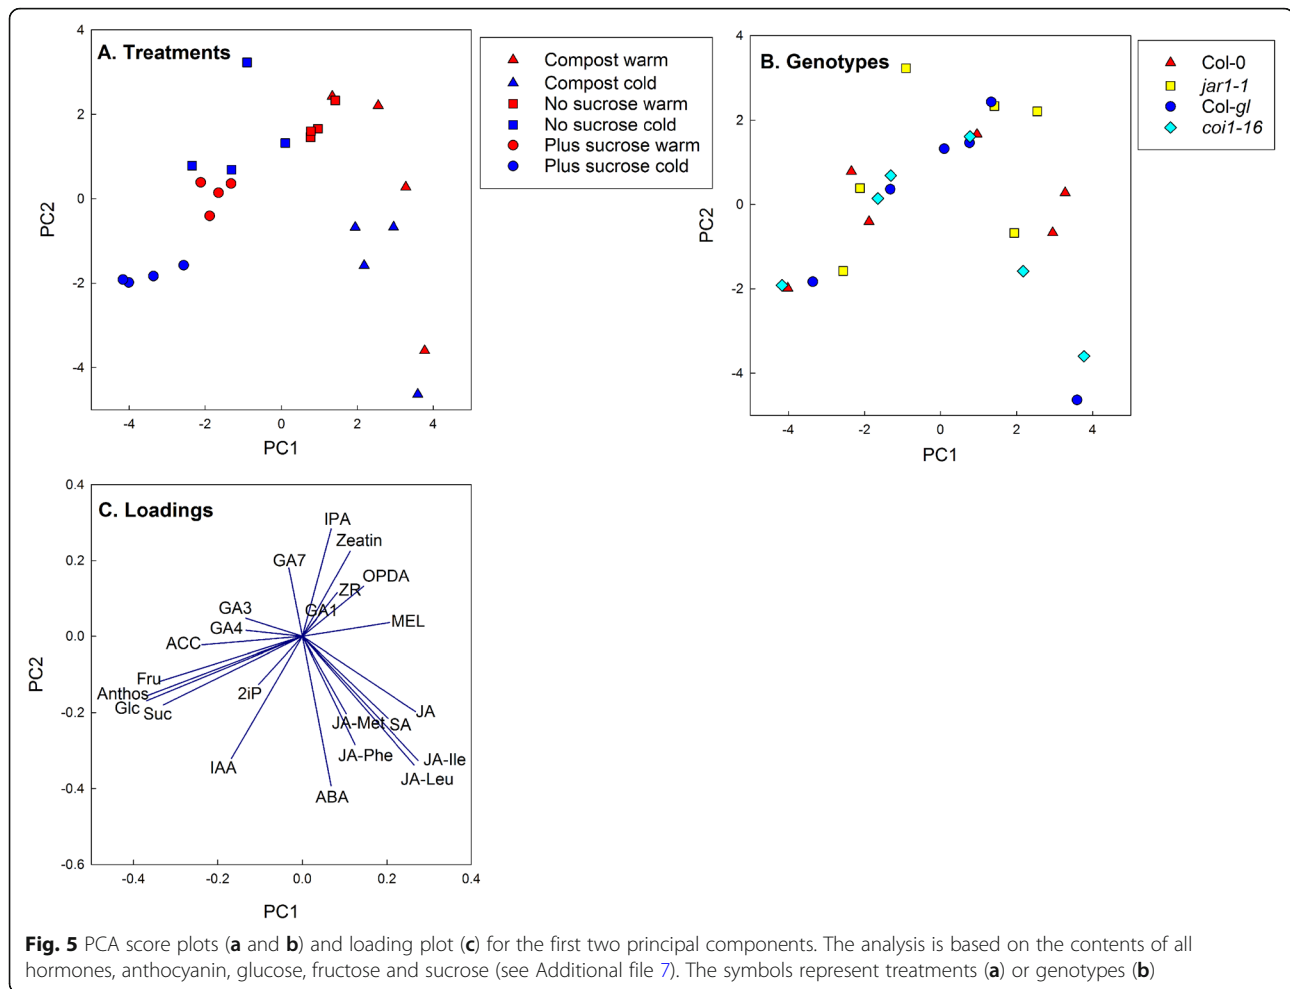 A. Treatments
4
2
0
-2
-4
PC2
-4
-2
0
2
4
PC1
Compost warm
Compost cold
No sucrose warm
No sucrose cold
Plus sucrose warm
Plus sucrose cold
B. Genotypes
4
2
0
-2
-4
PC2
-4
-2
0
2
4
PC1
Col-0
jar1-1
Col-gl
coi1-16
C. Loadings
0.4
0.2
0.0
-0.2
-0.4
-0.6
PC2
IPA
Zeatin
GA7
OPDA
ZR
GA3
GA1
GA4
MEL
ACC
Fru
Anthos
2iP
Glc
Suc
JA
JA-Met
SA
JA-Phe
JA-Ile
IAA
JA-Leu
ABA
-0.4
-0.2
0.0
0.2
0.4
PC1
Fig. 5 PCA score plots (a and b) and loading plot (c) for the first two principal components. The analysis is based on the contents of all
hormones, anthocyanin, glucose, fructose and sucrose (see Additional file 7). The symbols represent treatments (a) or genotypes (b)